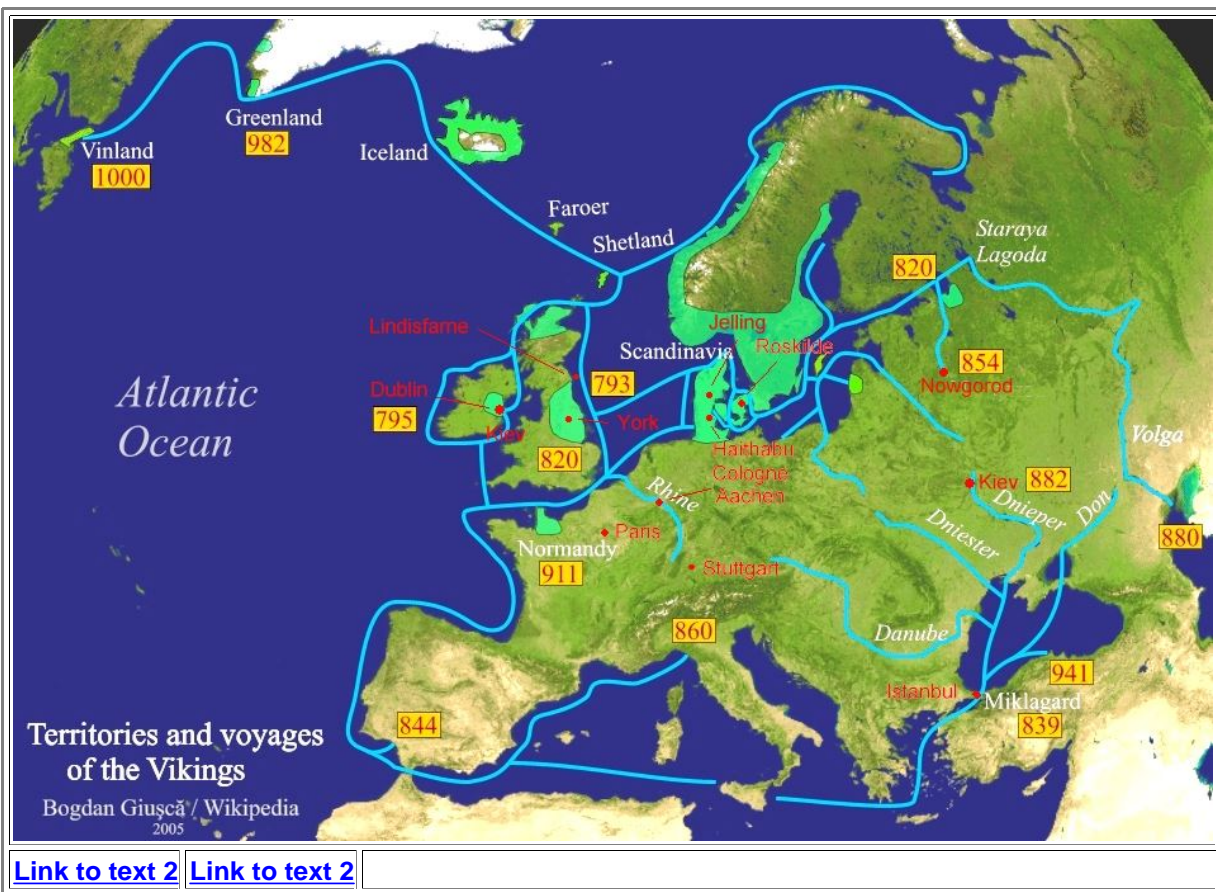 Greenland
982
Vinland
1000
Iceland
Faroer
Shetland
Staraya
Lagoda
820
Lindisfarne
Jelling
Scandinavia
Roskilde
854
Nowgorod
793
Dublin
795
Kiev
York
820
Atlantic
Ocean
Haithabu
Cologne
Aachen
Rhine
Volga
Kiev
882
Dnieper
Don
Dniester
880
Paris
Normandy
911
Stuttgart
860
Danube
941
Istanbul
Miklagard
839
844
Territories and voyages
of the Vikings
Bogdan Giuşcă / Wikipedia
2005
Link to text 2
Link to text 2